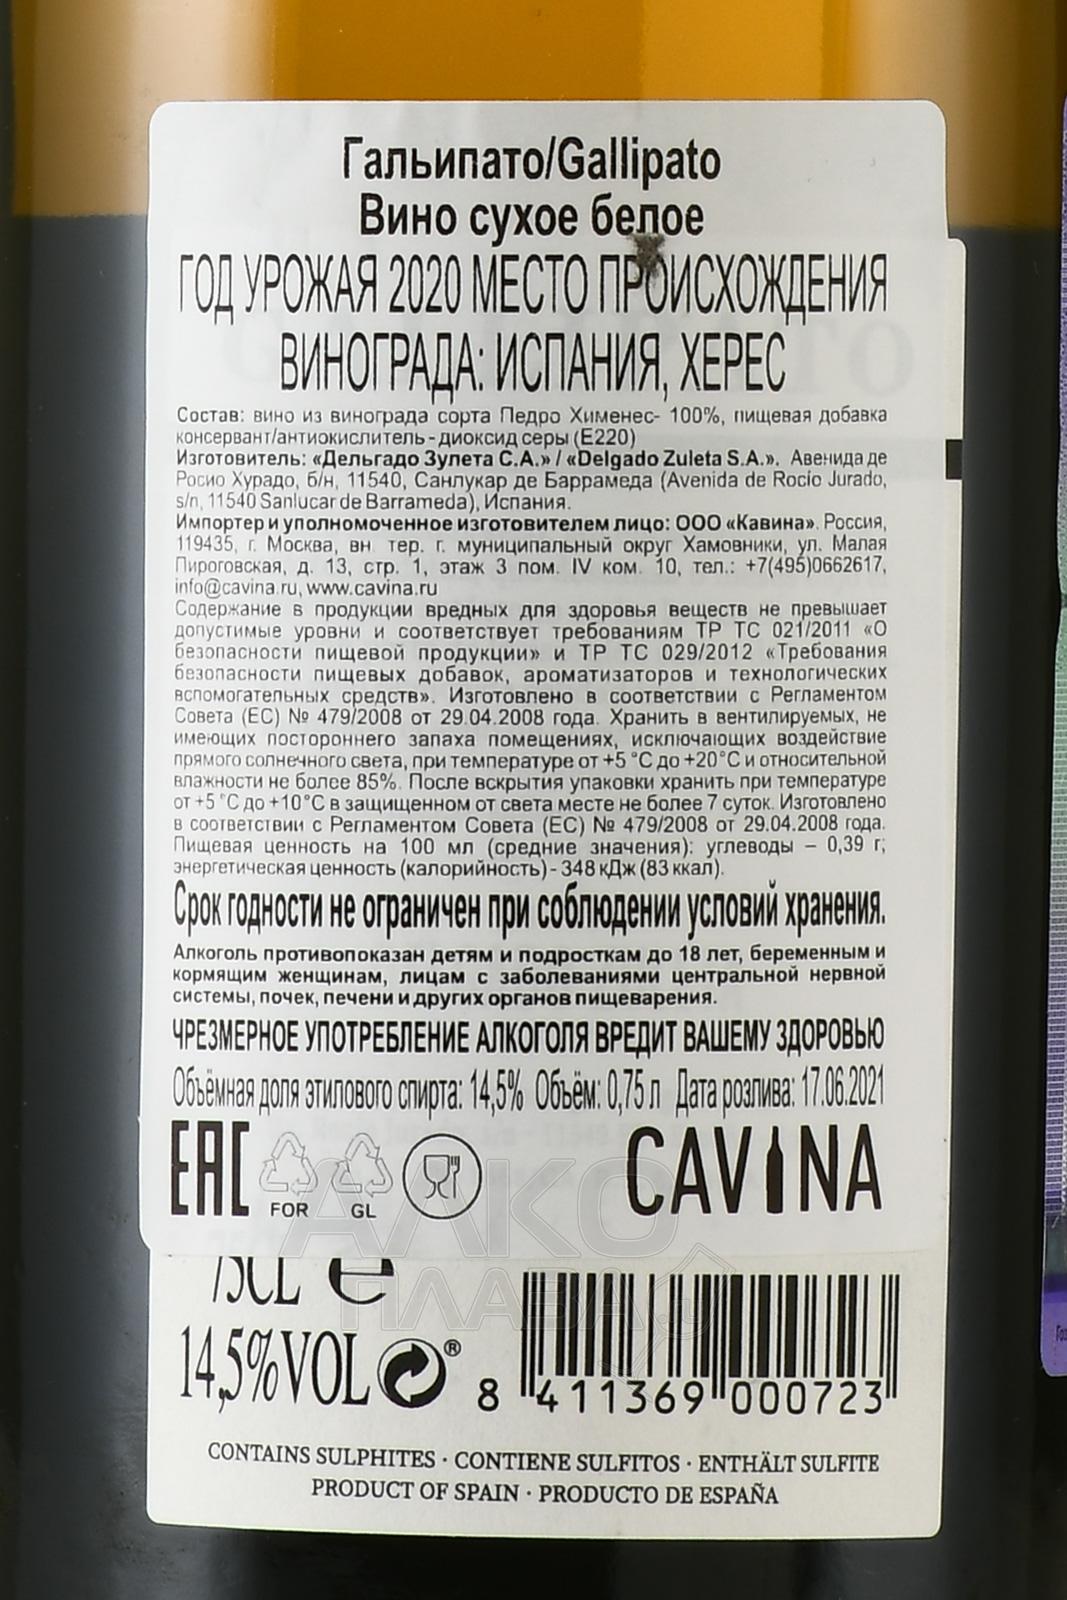 Гальипато/Gallipato
Вино сухое белое
ГОД УРОЖАЯ 2020 МЕСТО ПРОИСХОЖДЕНИЯ
ВИНОГРАДА: ИСПАНИЯ, ХЕРЕС
Состав: вино из винограда сорта Педро Хименес- 100%, пищевая добавка
консервант/антиокислитель - диоксид серы (Е220)
Изготовитель: «Дельгадо Зулета С.А.» / «Delgado Zuleta S.A.», Авенида де
Росио Хурадо, б/н, 11540, Санлукар де Баррамеда (Avenida de Rocío Jurado,
s/n, 11540 Sanlucar de Barrameda), Испания.
Импортер и уполномоченное изготовителем лицо: ООО «Кавина». Россия,
119435, г. Москва, вн. тер. г. муниципальный округ Хамовники, ул. Малая
Пироговская, д. 13, стр. 1, этаж 3 пом. IV ком. 10, тел.: +7(495)0662617,
info@cavina.ru, www.cavina.ru
Содержание в продукции вредных для здоровья веществ не превышает
допустимые уровни и соответствует требованиям ТР ТС 021/2011 «О
безопасности пищевой продукции» и ТР ТС 029/2012 «Требования
безопасности пищевых добавок, ароматизаторов и технологических
вспомогательных средств». Изготовлено в соответствии с Регламентом
Совета (ЕС) № 479/2008 от 29.04.2008 года. Хранить в вентилируемых, не
имеющих постороннего запаха помещениях, исключающих воздействие
прямого солнечного света, при температуре от +5 °С до +20°С и относительной
влажности не более 85%. После вскрытия упаковки хранить при температуре
от +5 °С до +10°С в защищенном от света месте не более 7 суток. Изготовлено
в соответствии с Регламентом Совета (ЕС) № 479/2008 от 29.04.2008 года.
Пищевая ценность на 100 мл (средние значения): углеводы – 0,39 г;
энергетическая ценность (калорийность) - 348 кДж (83 ккал).
Срок годности не ограничен при соблюдении условий хранения.
Алкоголь противопоказан детям и подросткам до 18 лет, беременным и
кормящим женщинам, лицам с заболеваниями центральной нервной
системы, почек, печени и других органов пищеварения.
ЧРЕЗМЕРНОЕ УПОТРЕБЛЕНИЕ АЛКОГОЛЯ ВРЕДИТ ВАШЕМУ ЗДОРОВЬЮ
Объёмная доля этилового спирта: 14,5% Объём: 0,75 л Дата розлива: 17.06.2021
EAC FOR GL CAVINA
АЛКО
ПЛАЗА.ru
75CL e
14,5%VOL ®
8 411369 000723
CONTAINS SULPHITES · CONTIENE SULFITOS · ENTHÄLT SULFITE
PRODUCT OF SPAIN · PRODUCTO DE ESPAÑA